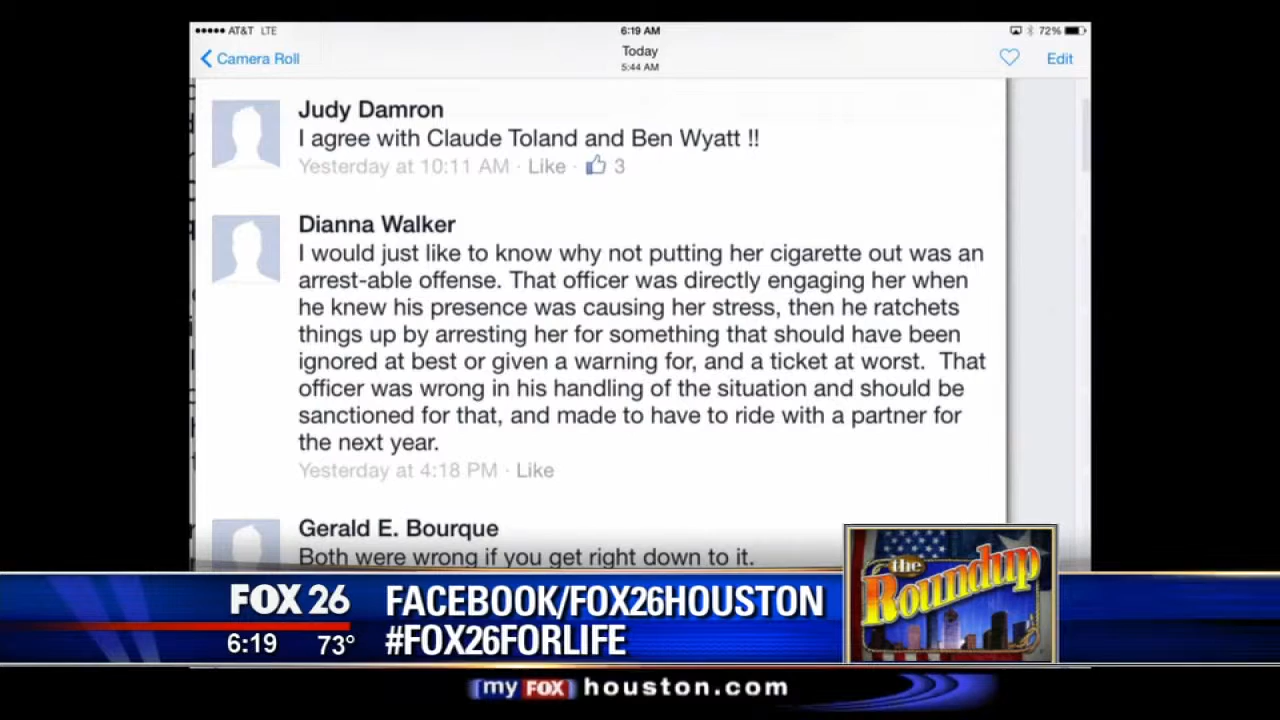 AT&T LTE 6:19 AM 72%
Camera Roll
Today
5:44 AM
Edit
Judy Damron
I agree with Claude Toland and Ben Wyatt !!
Yesterday at 10:11 AM · Like · 3
Dianna Walker
I would just like to know why not putting her cigarette out was an
arrest-able offense. That officer was directly engaging her when
he knew his presence was causing her stress, then he ratchets
things up by arresting her for something that should have been
ignored at best or given a warning for, and a ticket at worst. That
officer was wrong in his handling of the situation and should be
sanctioned for that, and made to have to ride with a partner for
the next year.
Yesterday at 4:18 PM · Like
Gerald E. Bourque
Both were wrong if you get right down to it.
FOX 26
6:19 73°
FACEBOOK/FOX26HOUSTON
#FOX26FORLIFE
the
Roundup
myFOXhouston.com